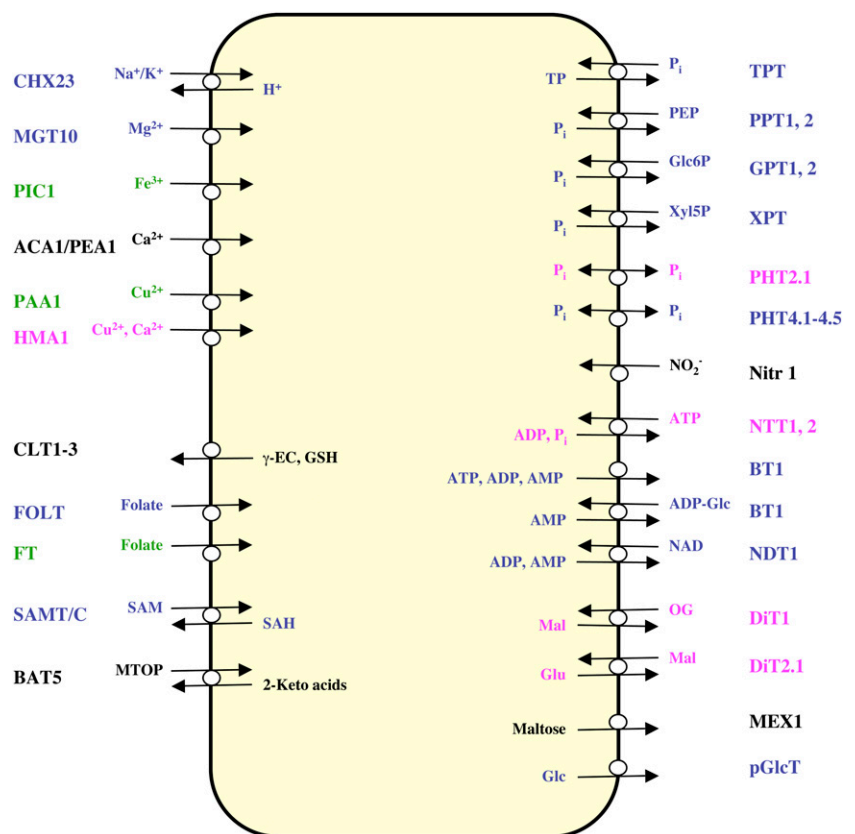 CHX23 Na⁺/K⁺
H⁺
MGT10 Mg²⁺
PIC1 Fe³⁺
ACA1/PEA1 Ca²⁺
PAA1 Cu²⁺
HMA1 Cu²⁺, Ca²⁺
CLT1-3
γ-EC, GSH
FOLT Folate
FT Folate
SAMT/C SAM
SAH
BAT5 MTOP
2-Keto acids
Pᵢ TPT
TP
PEP PPT1, 2
Pᵢ
Glc6P GPT1, 2
Pᵢ
Xyl5P XPT
Pᵢ
Pᵢ Pᵢ PHT2.1
Pᵢ Pᵢ PHT4.1-4.5
NO₂⁻ Nitr 1
ATP NTT1, 2
ADP, Pᵢ
BT1
ATP, ADP, AMP
ADP-Glc BT1
AMP
NAD NDT1
ADP, AMP
OG DiT1
Mal
Mal DiT2.1
Glu
MEX1
Maltose
pGlcT
Glc